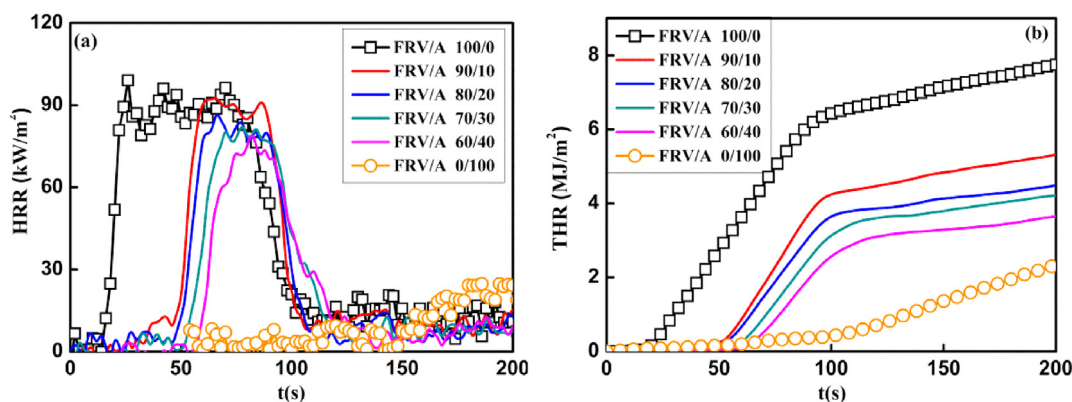 (a)
FRV/A 100/0
FRV/A 90/10
FRV/A 80/20
FRV/A 70/30
FRV/A 60/40
FRV/A 0/100
120
90
60
30
0
HRR (kW/m²)
0 50 100 150 200
t(s)
(b)
FRV/A 100/0
FRV/A 90/10
FRV/A 80/20
FRV/A 70/30
FRV/A 60/40
FRV/A 0/100
8
6
4
2
0
THR (MJ/m²)
0 50 100 150 200
t(s)